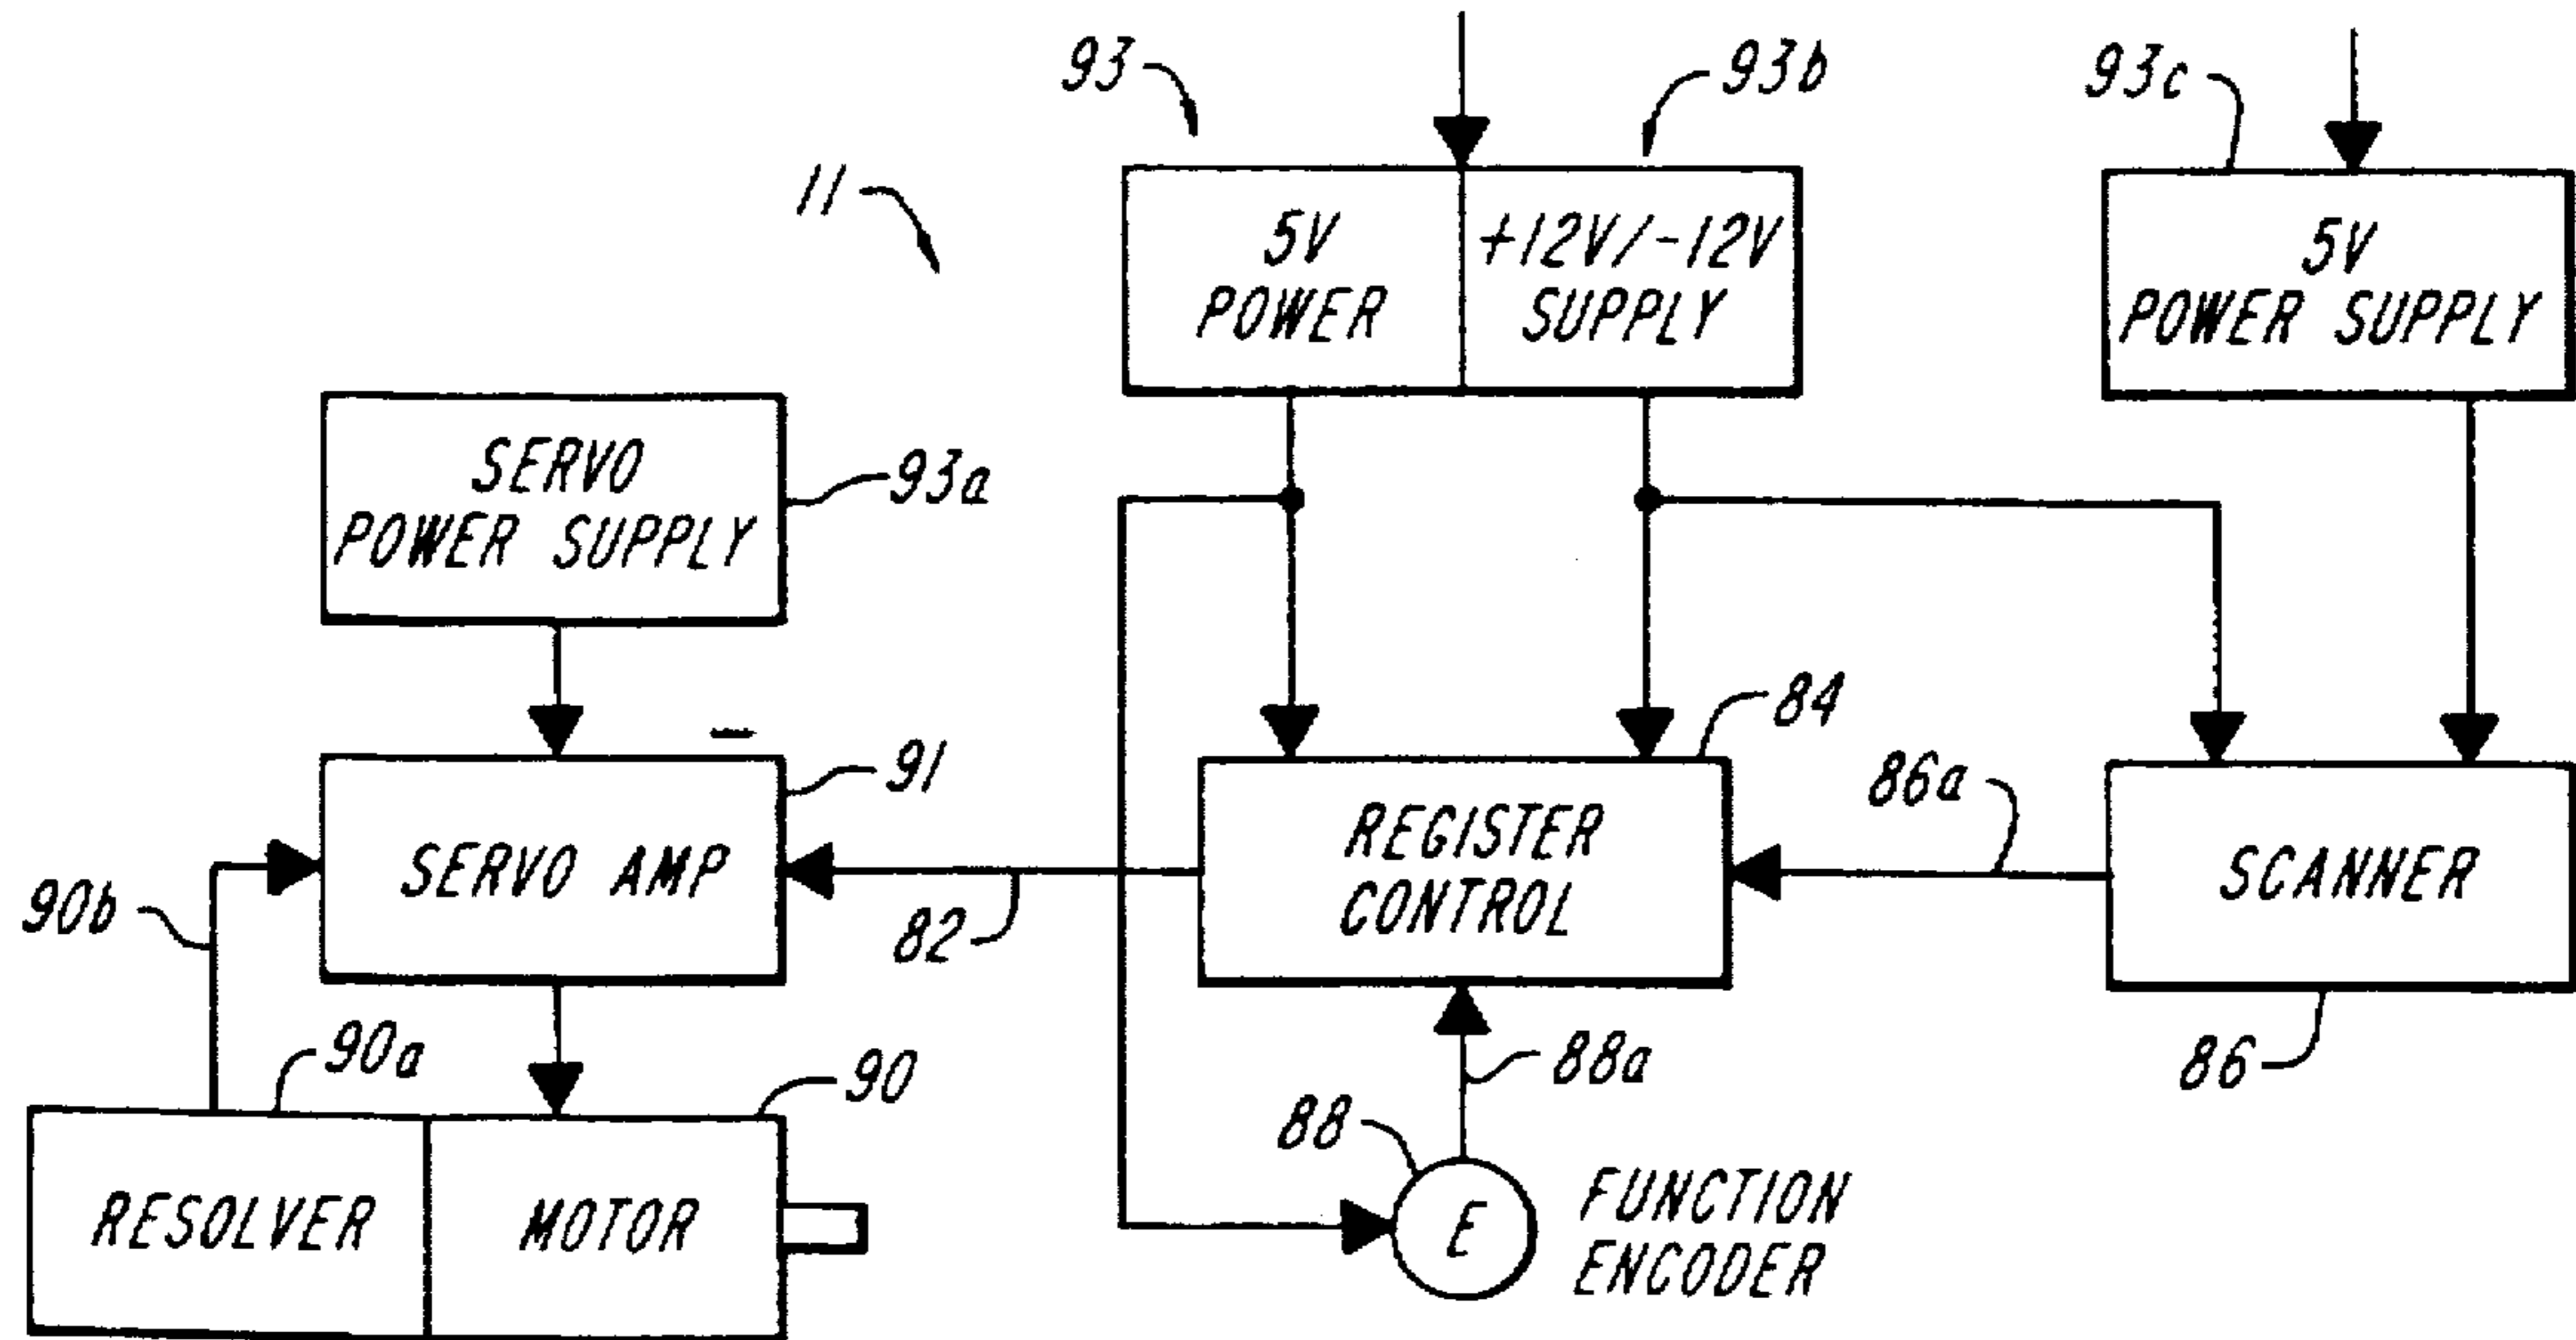 93
93b
93c
11
5V
POWER
+12V/-12V
SUPPLY
5V
POWER SUPPLY
SERVO
POWER SUPPLY
93a
84
91
86a
SERVO AMP
REGISTER
CONTROL
SCANNER
90b
82
90a
90
88a
86
88
RESOLVER
MOTOR
E
FUNCTION
ENCODER